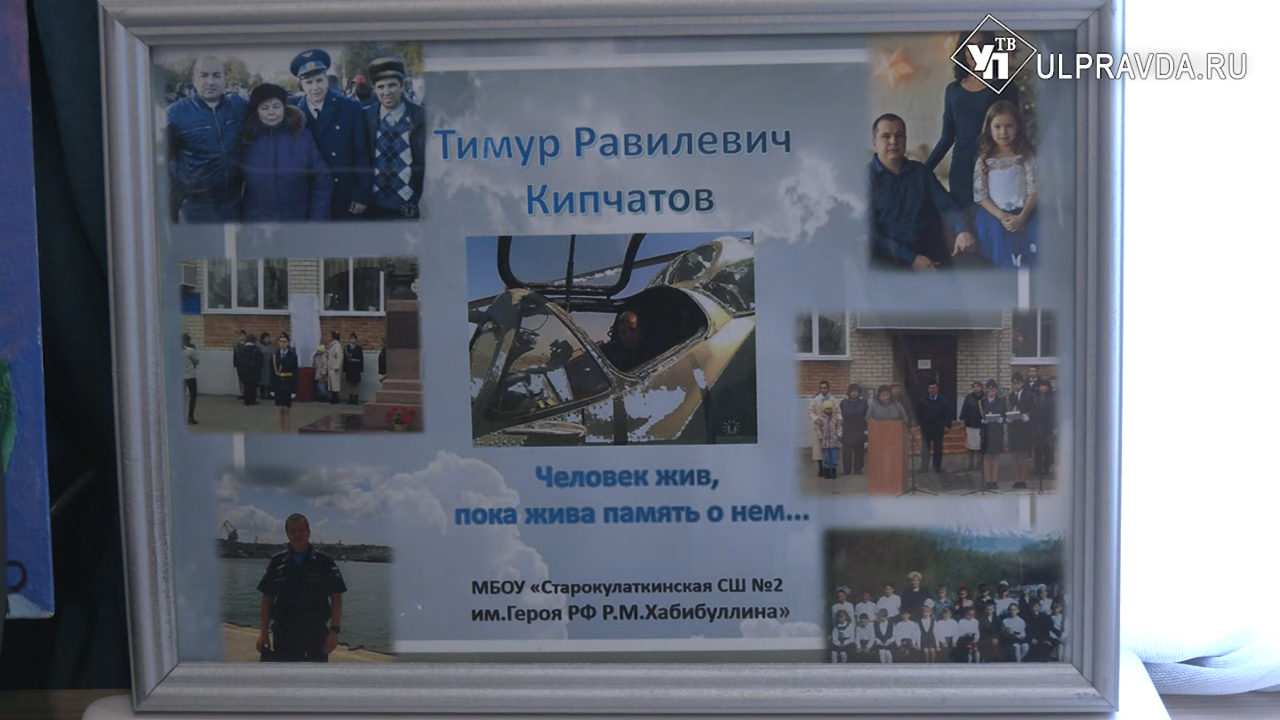 УП ТВ ULPRAVDA.RU
Тимур Равилевич
Кипчатов
Человек жив,
пока жива память о нем...
МБОУ «Старокулаткинская СШ №2
им.Героя РФ Р.М.Хабибуллина»